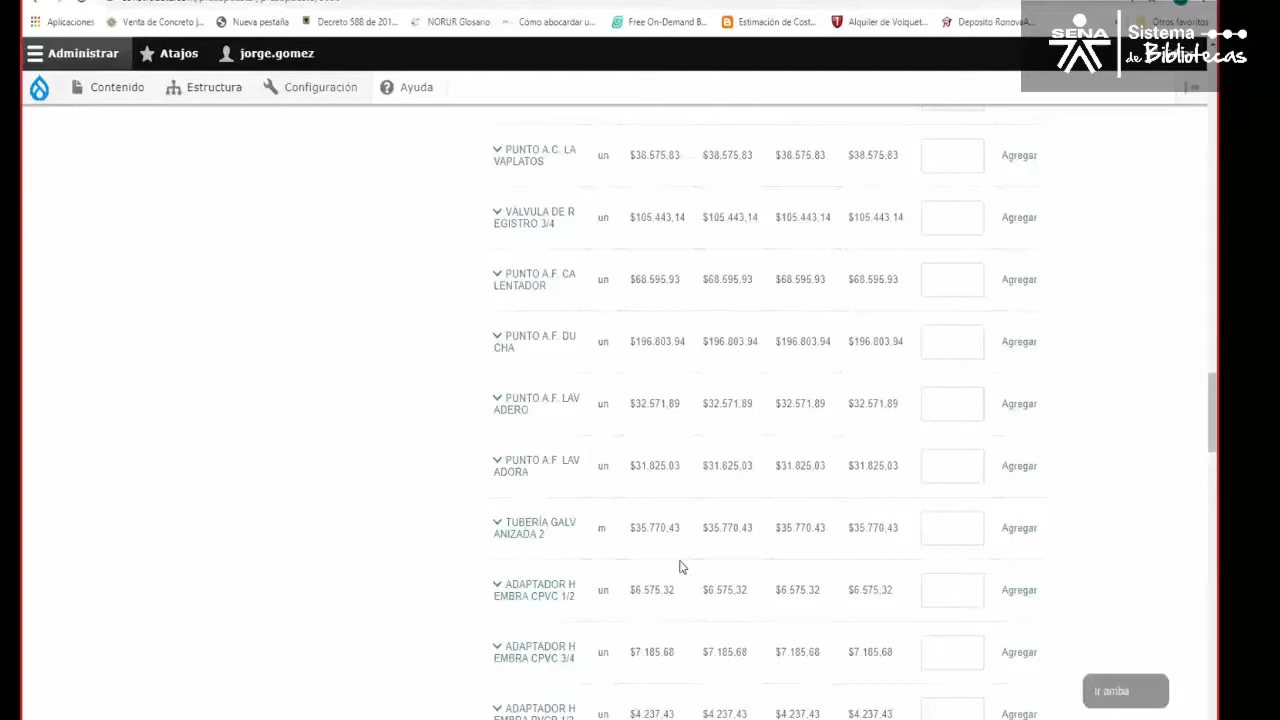 Aplicaciones Venta de Concreto |- Nueva pestaña Decreto 588 de 201... NORUR Glosario Cómo abocardar u... Free On-Demand B... Estimación de Cost... Alquiler de Volquet... Deposito RonovaA... Otros favoritos
Administrar Atajos jorge.gomez
SENA Sistema de Bibliotecas
Contenido Estructura Configuración Ayuda
PUNTO A.C. LA
VAPLATOS un $38.575,83 $38.575,83 $38.575,83 $38.575,83 Agregar
VÁLVULA DE R
EGISTRO 3/4 un $105.443,14 $105.443,14 $105.443,14 $105.443,14 Agregar
PUNTO A.F. CA
LENTADOR un $68.595,93 $68.595,93 $68.595,93 $68.595,93 Agregar
PUNTO A.F. DU
CHA un $196.803,94 $196.803,94 $196.803,94 $196.803,94 Agregar
PUNTO A.F. LAV
ADERO un $32.571,89 $32.571,89 $32.571,89 $32.571,89 Agregar
PUNTO A.F. LAV
ADORA un $31.825,03 $31.825,03 $31.825,03 $31.825,03 Agregar
TUBERÍA GALV
ANIZADA 2 m $35.770,43 $35.770,43 $35.770,43 $35.770,43 Agregar
ADAPTADOR H
EMBRA CPVC 1/2 un $6.575,32 $6.575,32 $6.575,32 $6.575,32 Agregar
ADAPTADOR H
EMBRA CPVC 3/4 un $7.185,68 $7.185,68 $7.185,68 $7.185,68 Agregar
Ir arriba
ADAPTADOR H
un $4.237,43 $4.237,43 $4.237,43 $4.237,43 Agregar